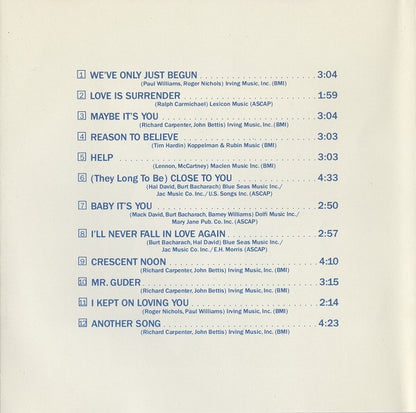 1 WE'VE ONLY JUST BEGUN . . . . . . . . . . . . . . . . . . . . 3:04
(Paul Williams, Roger Nichols) Irving Music, Inc. (BMI)
2 LOVE IS SURRENDER . . . . . . . . . . . . . . . . . . . . 1:59
(Ralph Carmichael) Lexicon Music (ASCAP)
3 MAYBE IT'S YOU . . . . . . . . . . . . . . . . . . . . 3:04
(Richard Carpenter, John Bettis) Irving Music, Inc. (BMI)
4 REASON TO BELIEVE . . . . . . . . . . . . . . . . . . . . 3:03
(Tim Hardin) Koppelman & Rubin Music (BMI)
5 HELP . . . . . . . . . . . . . . . . . . . . 3:03
(Lennon, McCartney) Maclen Music Inc. (BMI)
6 (They Long To Be) CLOSE TO YOU . . . . . . . . . . . . 4:33
(Hal David, Burt Bacharach) Blue Seas Music Inc./
Jac Music Co. Inc./ U.S. Songs Inc. (ASCAP)
7 BABY IT'S YOU . . . . . . . . . . . . . . . . . . . . 2:50
(Mack David, Burt Bacharach, Barney Williams) Dolfi Music Inc./
Mary Jane Pub. Co. Inc. (ASCAP)
8 I'LL NEVER FALL IN LOVE AGAIN . . . . . . . . . . . . 2:57
(Burt Bacharach, Hal David) Blue Seas Music Inc./
Jac Music Co. Inc./ E.H. Morris (ASCAP)
9 CRESCENT NOON . . . . . . . . . . . . . . . . . . . . 4:10
(Richard Carpenter, John Bettis) Irving Music, Inc. (BMI)
10 MR. GUDER . . . . . . . . . . . . . . . . . . . . 3:15
(Richard Carpenter, John Bettis) Irving Music, Inc. (BMI)
11 I KEPT ON LOVING YOU . . . . . . . . . . . . . . . . . . . . 2:14
(Roger Nichols, Paul Williams) Irving Music, Inc. (BMI)
12 ANOTHER SONG . . . . . . . . . . . . . . . . . . . . 4:23
(Richard Carpenter, John Bettis) Irving Music, Inc. (BMI)